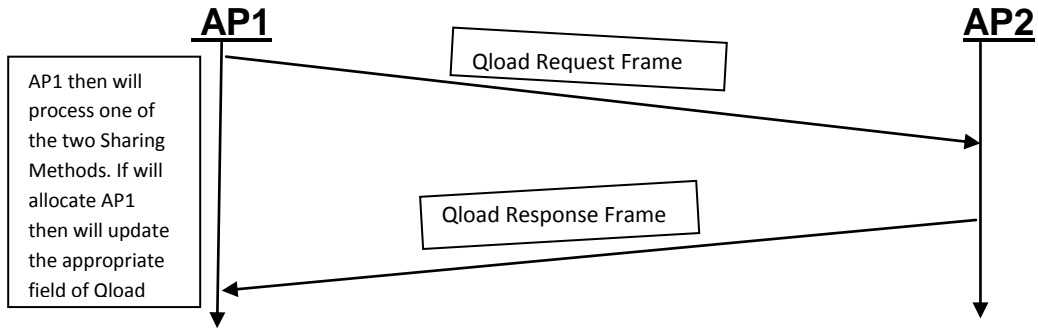 AP1
AP2
Qload Request Frame
AP1 then will
process one of
the two Sharing
Methods. If will
allocate AP1
then will update
the appropriate
field of Qload
Qload Response Frame